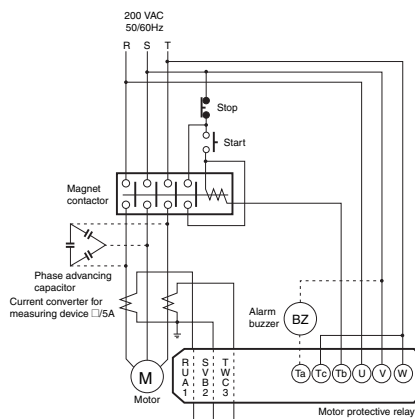 200 VAC
50/60Hz
R S T
Stop
Start
Magnet
contactor
Phase advancing
capacitor
Current converter for
measuring device □/5A
Alarm
buzzer
BZ
M
Motor
R U A 1
S V B 2
T W C 3
Ta Tc Tb U V W
Motor protective relay